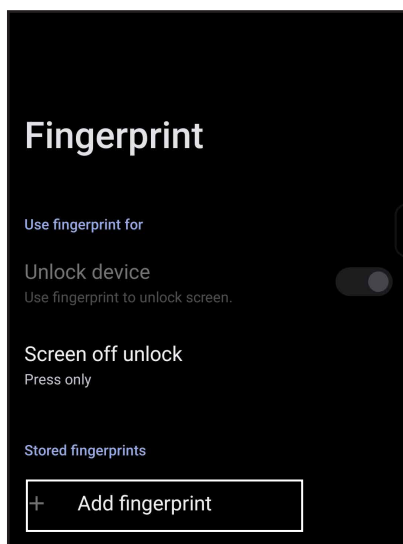 Fingerprint
Use fingerprint for
Unlock device
Use fingerprint to unlock screen.
Screen off unlock
Press only
Stored fingerprints
+ Add fingerprint